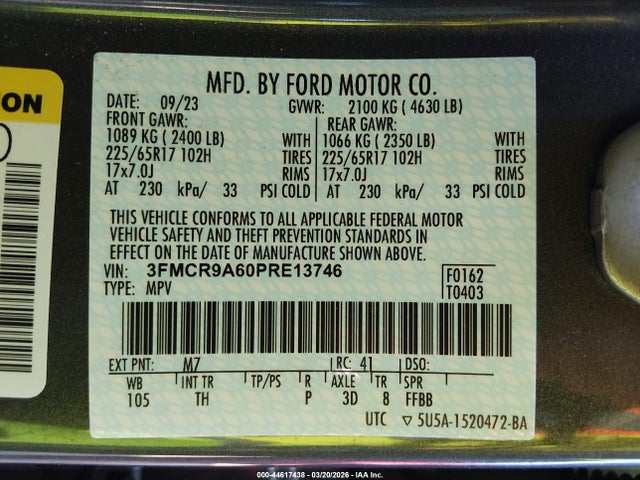 ION
MFD. BY FORD MOTOR CO.
DATE: 09/23 GVWR: 2100 KG ( 4630 LB)
FRONT GAWR: REAR GAWR:
1089 KG ( 2400 LB) WITH 1066 KG ( 2350 LB) WITH
225/65R17 102H TIRES 225/65R17 102H TIRES
17x7.0J RIMS 17x7.0J RIMS
AT 230 kPa/ 33 PSI COLD AT 230 kPa/ 33 PSI COLD
THIS VEHICLE CONFORMS TO ALL APPLICABLE FEDERAL MOTOR
VEHICLE SAFETY AND THEFT PREVENTION STANDARDS IN
EFFECT ON THE DATE OF MANUFACTURE SHOWN ABOVE.
VIN: 3FMCR9A60PRE13746 F0162
TYPE: MPV T0403
EXT PNT: M7 RC: 41 DSO:
WB INT TR TP/PS R AXLE TR SPR
105 TH P 3D 8 FFBB
UTC ▽ 5U5A-1520472-BA
000-44617438 - 03/20/2026 - IAA Inc.